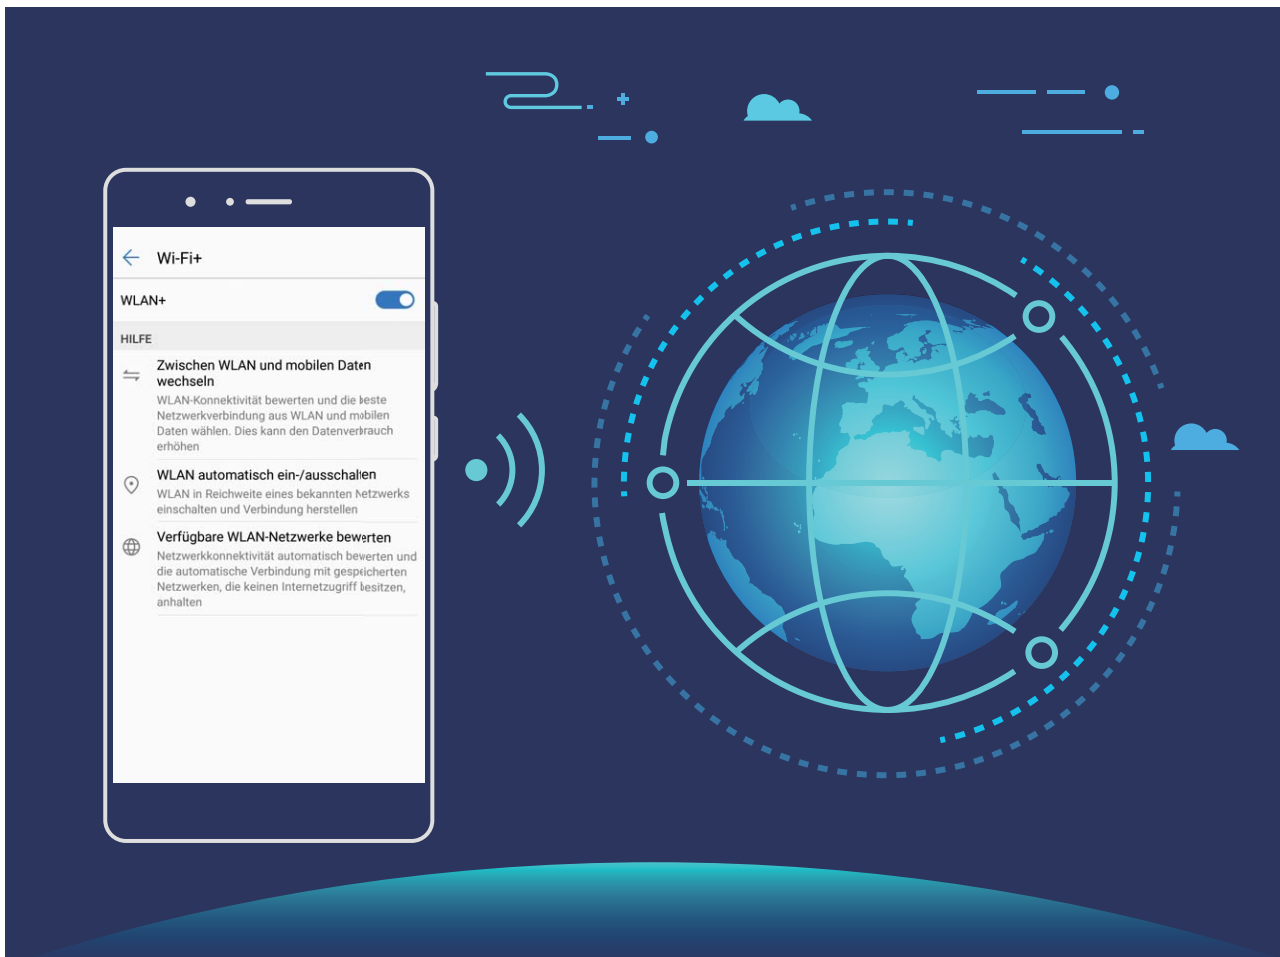 Wi-Fi+
WLAN+
HILFE
Zwischen WLAN und mobilen Daten
wechseln
WLAN-Konnektivität bewerten und die beste
Netzwerkverbindung aus WLAN und mobilen
Daten wählen. Dies kann den Datenverbrauch
erhöhen
WLAN automatisch ein-/ausschalten
WLAN in Reichweite eines bekannten Netzwerks
einschalten und Verbindung herstellen
Verfügbare WLAN-Netzwerke bewerten
Netzwerkkonnektivität automatisch bewerten und
die automatische Verbindung mit gespeicherten
Netzwerken, die keinen Internetzugriff besitzen,
anhalten